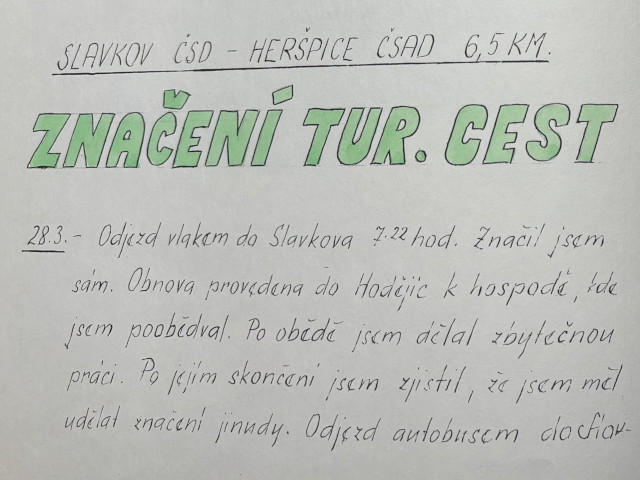 SLAVKOV ČSD - HERŠPICE ČSAD 6,5 KM.
ZNAČENÍ TUR. CEST
28.3. - Odjezd vlakem do Slavkova 7.22 hod. Značil jsem
sám. Obnova provedena do Hodějic k hospodě, kde
jsem poobědval. Po obědě jsem dělal zbytečnou
práci. Po jejím skončení jsem zjistil, že jsem měl
udělat značení jinudy. Odjezd autobusem